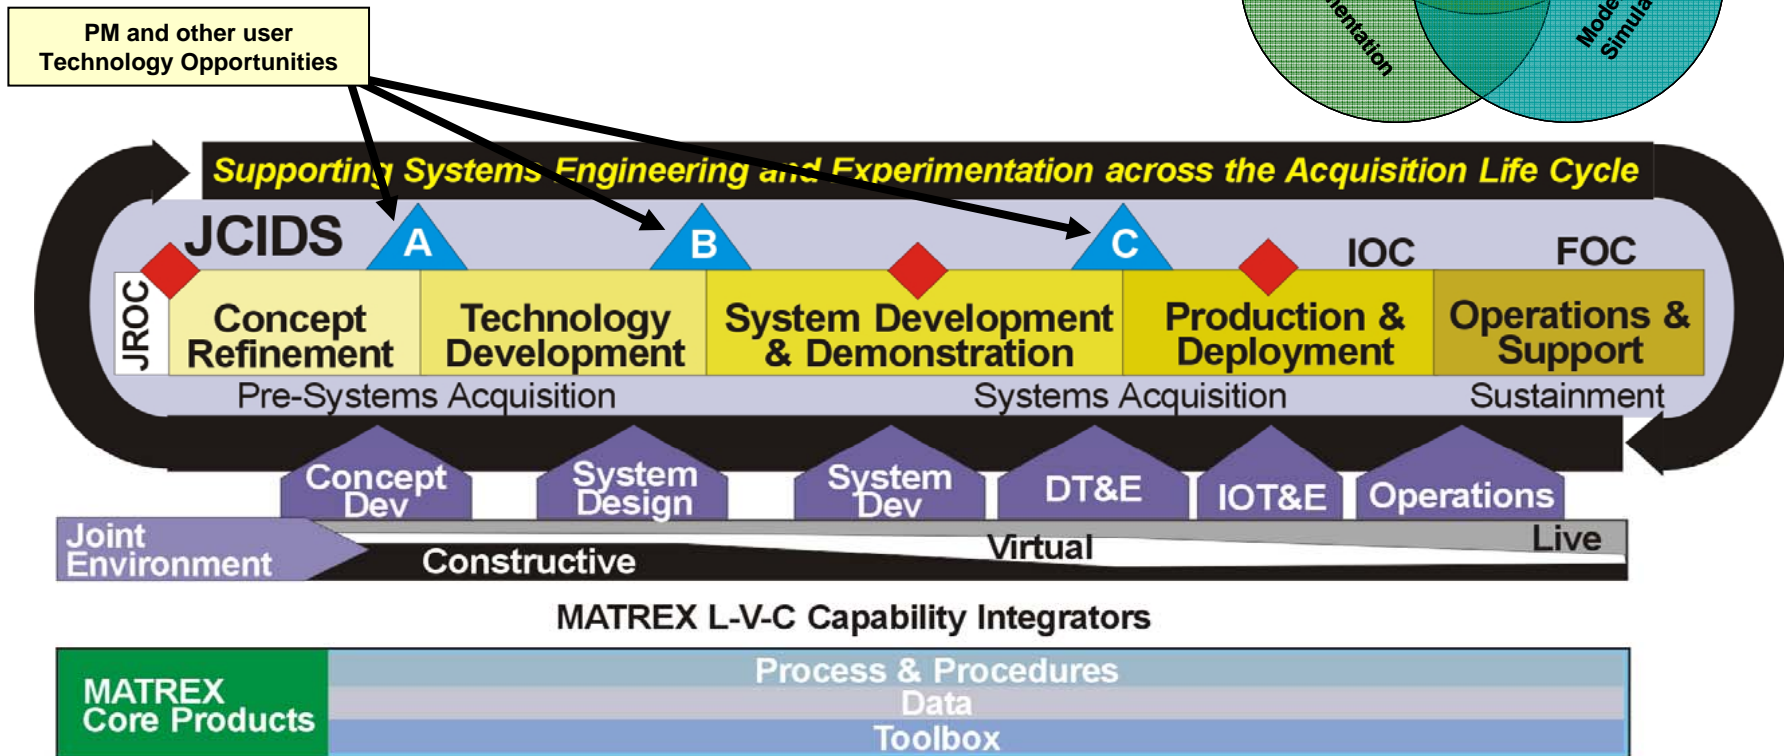 PM and other user
Technology Opportunities
Supporting Systems Engineering and Experimentation across the Acquisition Life Cycle
JCIDS
A
B
C
IOC
FOC
JROC
Concept
Refinement
Technology
Development
System Development
& Demonstration
Production &
Deployment
Operations &
Support
Pre-Systems Acquisition
Systems Acquisition
Sustainment
Concept
Dev
System
Design
System
Dev
DT&E
IOT&E
Operations
Joint
Environment
Constructive
Virtual
Live
MATREX L-V-C Capability Integrators
MATREX
Core Products
Process & Procedures
Data
Toolbox